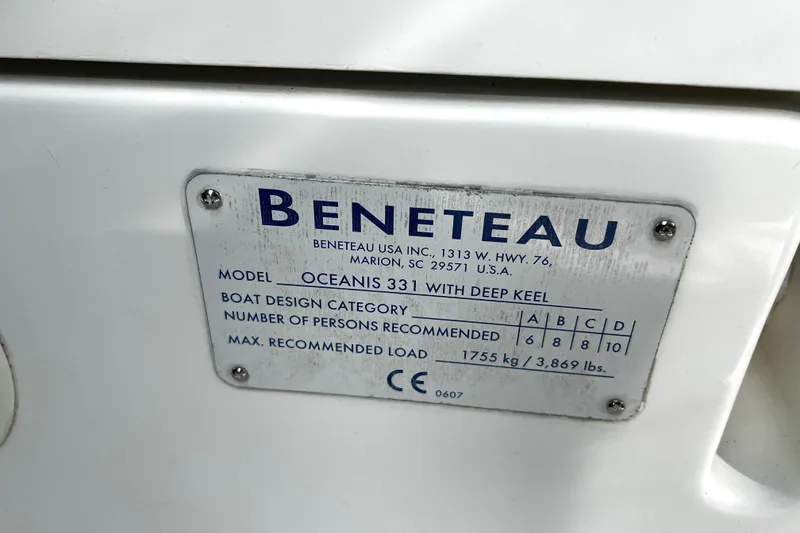 BENETEAU
BENETEAU USA INC., 1313 W. HWY. 76,
MARION, SC 29571 U.S.A.
MODEL OCEANIS 331 WITH DEEP KEEL
BOAT DESIGN CATEGORY A B C D
NUMBER OF PERSONS RECOMMENDED 6 8 8 10
MAX. RECOMMENDED LOAD 1755 kg / 3,869 lbs.
CE 0607